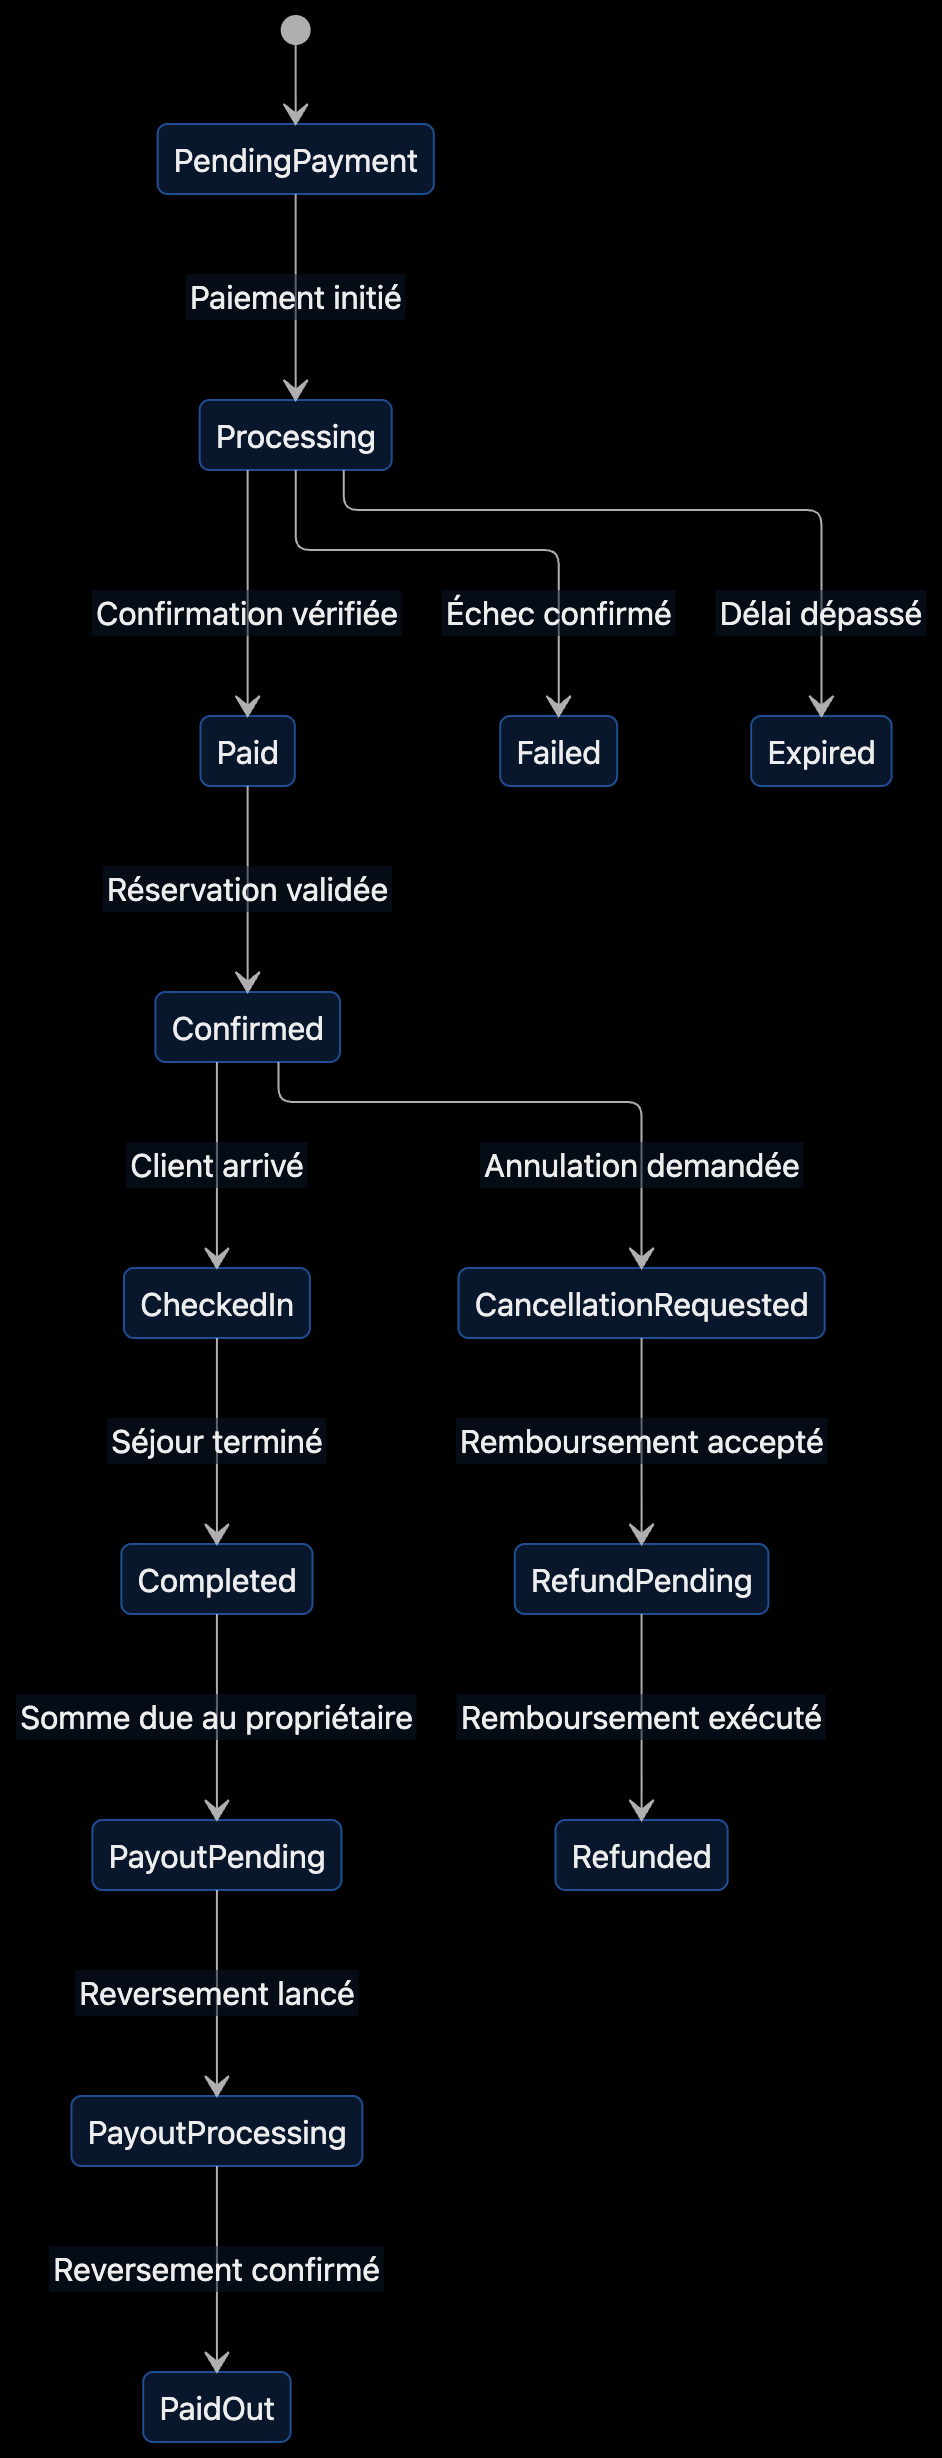 PendingPayment
Paiement initié
Processing
Confirmation vérifiée
Échec confirmé
Délai dépassé
Paid
Failed
Expired
Réservation validée
Confirmed
Client arrivé
Annulation demandée
CheckedIn
CancellationRequested
Séjour terminé
Remboursement accepté
Completed
RefundPending
Somme due au propriétaire
Remboursement exécuté
PayoutPending
Refunded
Reversement lancé
PayoutProcessing
Reversement confirmé
PaidOut